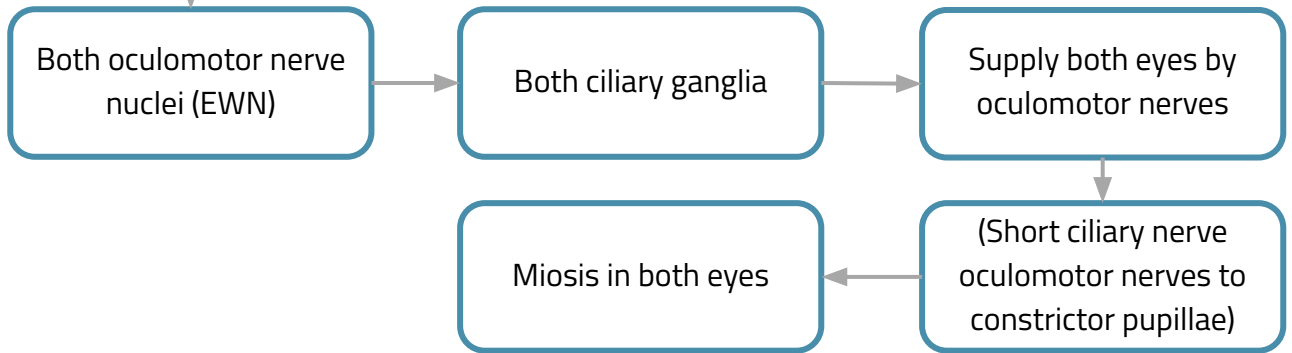 Both oculomotor nerve
nuclei (EWN)
Both ciliary ganglia
Supply both eyes by
oculomotor nerves
(Short ciliary nerve
oculomotor nerves to
constrictor pupillae)
Miosis in both eyes